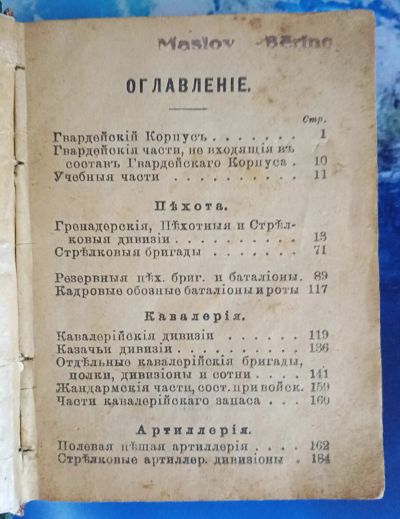 Maslov Bering
ОГЛАВЛЕНІЕ.
Стр.
Гвардейскій Корпусъ . . . . . . . 1
Гвардейскія части, не входящія въ
составъ Гвардейскаго Корпуса . 10
Учебныя части . . . . . . . . . . 11
Пѣхота.
Гренадерскія, Пѣхотныя и Стрѣл-
ковыя дивизіи . . . . . . . . . 13
Стрѣлковыя бригады . . . . . . . 71
Резервныя пѣх. бриг. и баталіоны. 89
Кадровые обозные баталіоны и роты 117
Кавалерія.
Кавалерійскія дивизіи . . . . . . 119
Казачьи дивизіи . . . . . . . . . 136
Отдѣльные кавалерійскія бригады,
полки, дивизіоны и сотни . . . . 141
Жандармскія части, сост. при войск. 159
Части кавалерійскаго запаса . . . 160
Артиллерія.
Полевая пѣшая артиллерія . . . . 162
Стрѣлковые артиллер. дивизіоны . 184